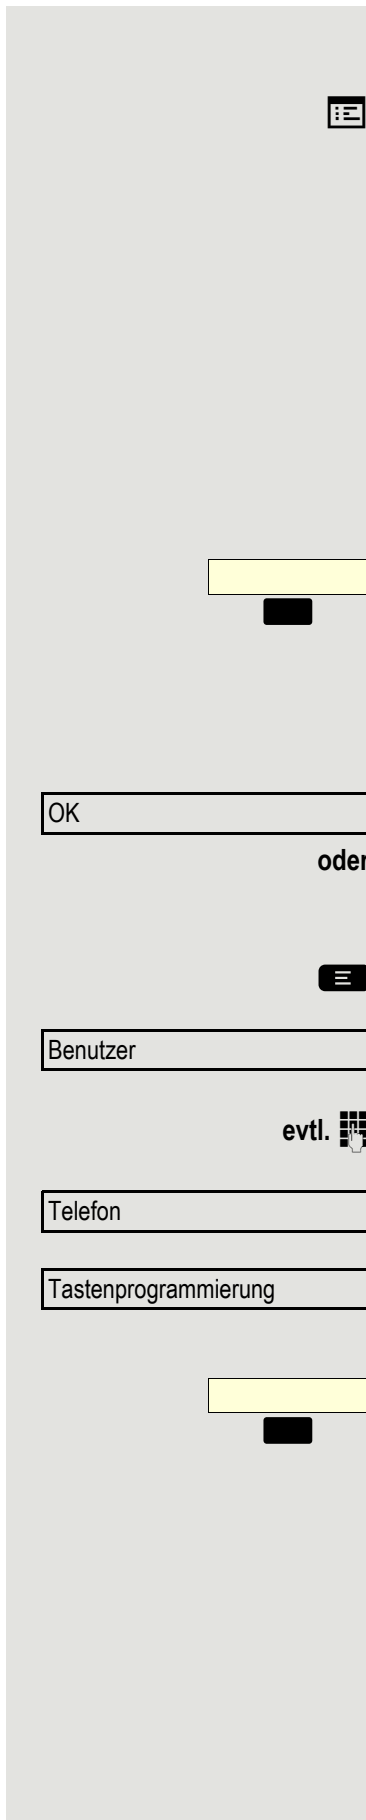 OK
oder
Benutzer
evtl.
Telefon
Tastenprogrammierung